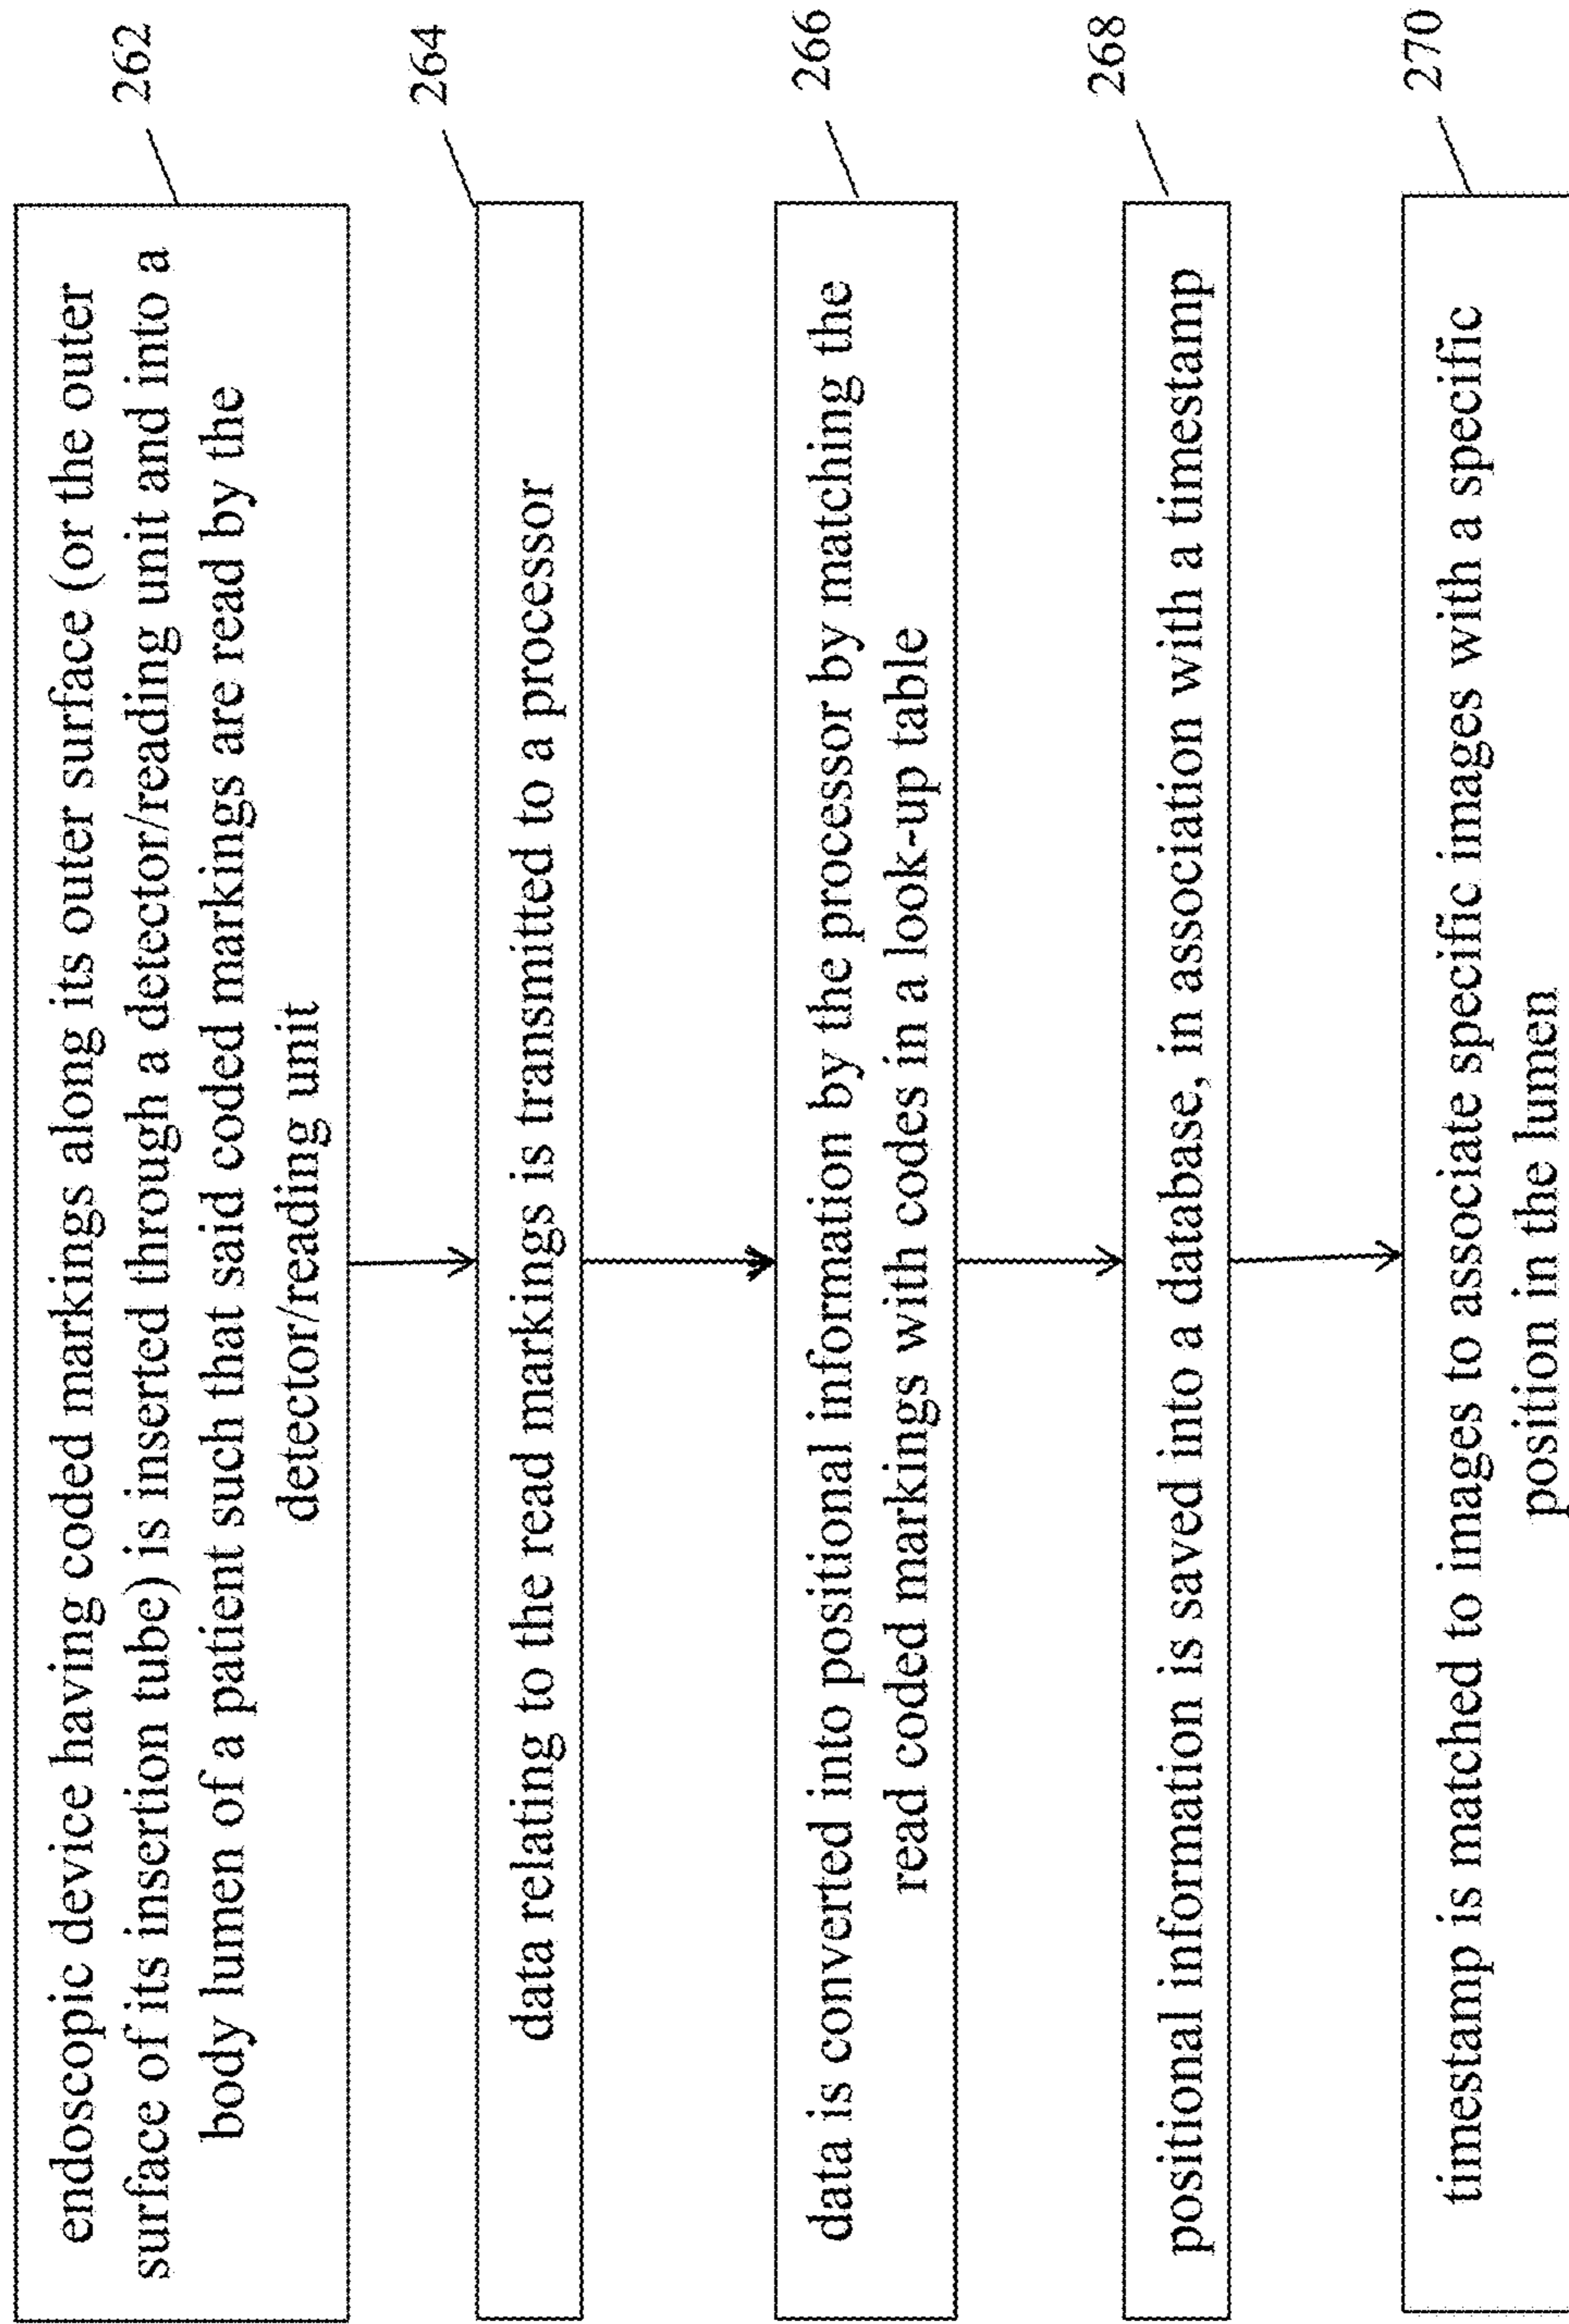 endoscopic device having coded markings along its outer surface (or the outer
surface of its insertion tube) is inserted through a detector/reading unit and into a
body lumen of a patient such that said coded markings are read by the
detector/reading unit
262
data relating to the read markings is transmitted to a processor
264
data is converted into positional information by the processor by matching the
read coded markings with codes in a look-up table
266
positional information is saved into a database, in association with a timestamp
268
timestamp is matched to images to associate specific images with a specific
position in the lumen
270